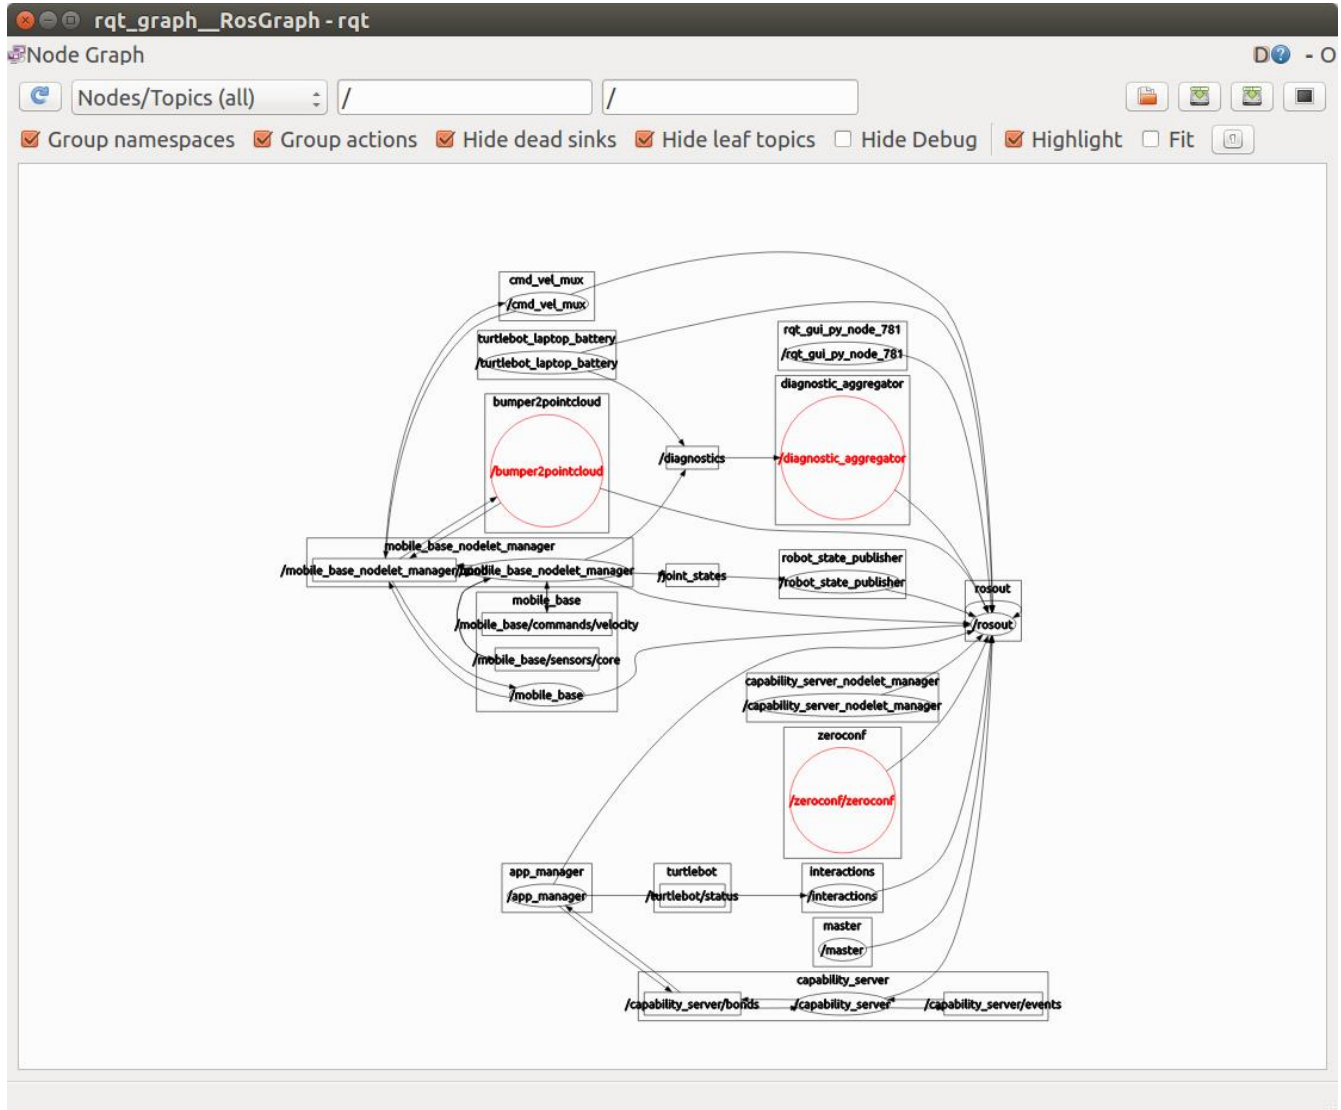 rqt_graph__RosGraph - rqt
Node Graph
D - O
Nodes/Topics (all) / /
Group namespaces Group actions Hide dead sinks Hide leaf topics Hide Debug Highlight Fit
cmd_vel_mux
/cmd_vel_mux
turtlebot_laptop_battery
/turtlebot_laptop_battery
rqt_gui_py_node_781
/rqt_gui_py_node_781
diagnostic_aggregator
bumper2pointcloud
/diagnostics
/diagnostic_aggregator
/bumper2pointcloud
mobile_base_nodelet_manager
/mobile_base_nodelet_manager/bond
/mobile_base_nodelet_manager
/joint_states
robot_state_publisher
/robot_state_publisher
rosout
/rosout
mobile_base
/mobile_base/commands/velocity
/mobile_base/sensors/core
/mobile_base
capability_server_nodelet_manager
/capability_server_nodelet_manager
zeroconf
/zeroconf/zeroconf
app_manager
/app_manager
turtlebot
/turtlebot/status
interactions
/interactions
master
/master
capability_server
/capability_server/bonds
/capability_server
/capability_server/events